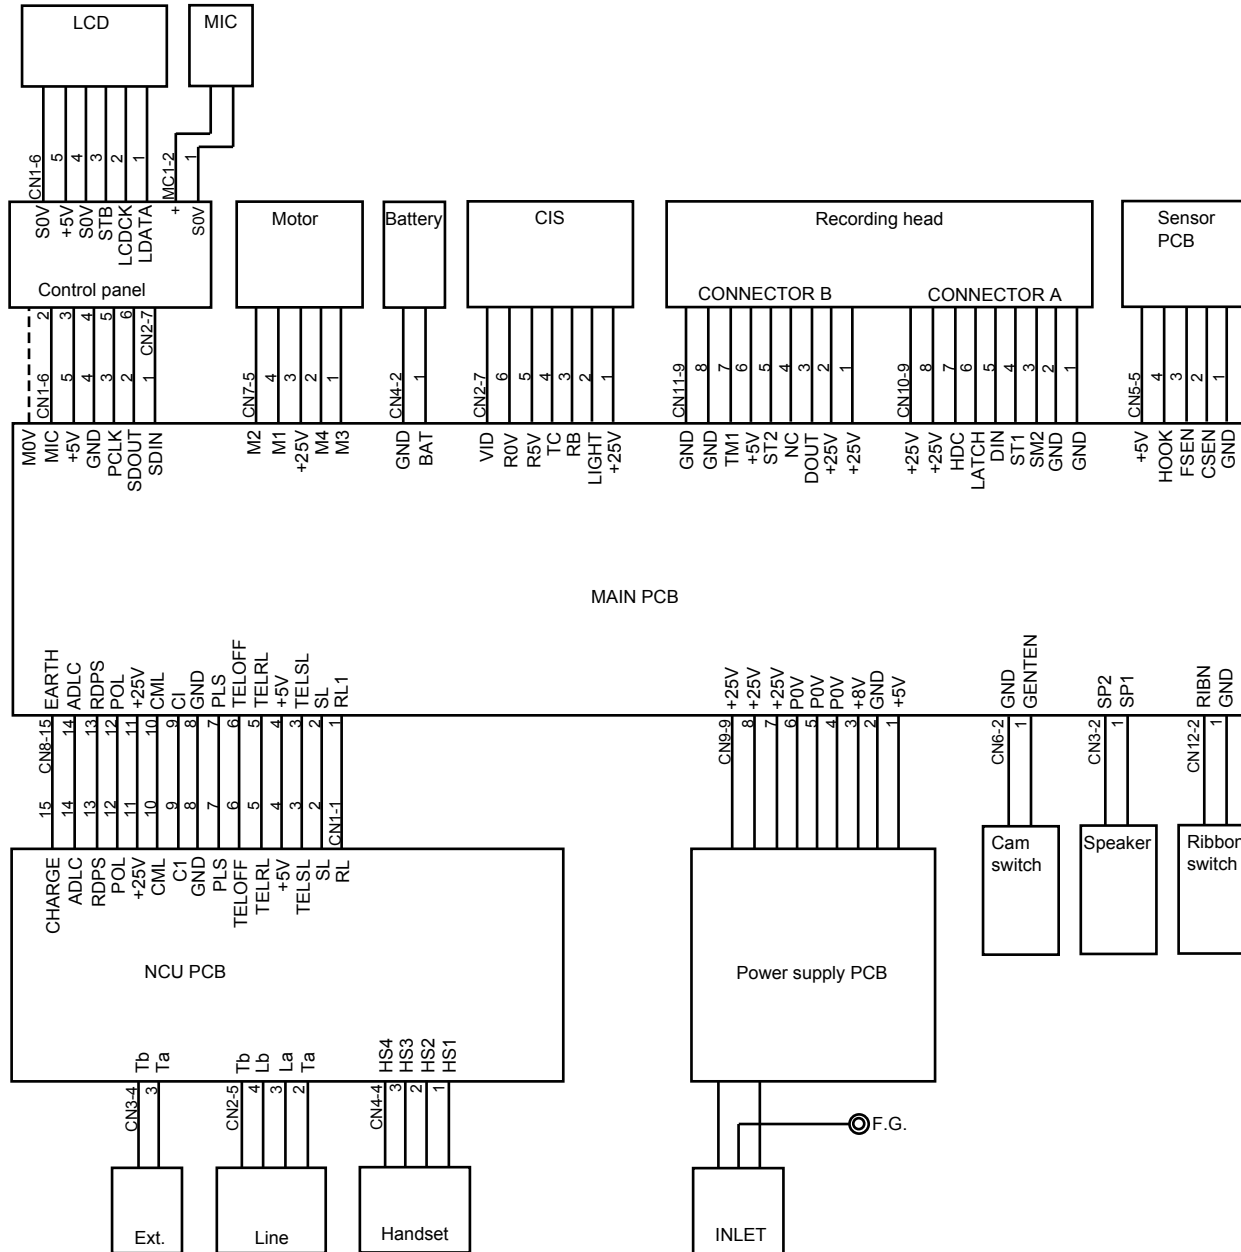 LCD
MIC
CN1-6 5 4 3 2 1
MC1-2 1
S0V +5V S0V STB LCDCK LDATA
+ S0V
Control panel
Motor
Battery
CIS
Recording head
CONNECTOR B
CONNECTOR A
Sensor
PCB
2 3 4 5 6 CN2-7
CN1-6 5 4 3 2 1
CN7-5 4 3 2 1
CN4-2 1
CN2-7 6 5 4 3 2 1
CN11-9 8 7 6 5 4 3 2 1
CN10-9 8 7 6 5 4 3 2 1
CN5-5 4 3 2 1
M0V MIC +5V GND PCLK SDOUT SDIN
M2 M1 +25V M4 M3
GND BAT
VID R0V R5V TC RB LIGHT +25V
GND GND TM1 +5V ST2 NC DOUT +25V +25V
+25V +25V HDC LATCH DIN ST1 SM2 GND GND
+5V HOOK FSEN CSEN GND
MAIN PCB
EARTH ADLC RDPS POL +25V CML CI GND PLS TELOFF TELRL +5V TELSL SL RL1
+25V +25V +25V P0V P0V P0V +8V GND +5V
GND GENTEN
SP2 SP1
RIBN GND
CN8-15 14 13 12 11 10 9 8 7 6 5 4 3 2 1
CN9-9 8 7 6 5 4 3 2 1
CN6-2 1
CN3-2 1
CN12-2 1
15 14 13 12 11 10 9 8 7 6 5 4 3 2 CN1-1
CHARGE ADLC RDPS POL +25V CML C1 GND PLS TELOFF TELRL +5V TELSL SL RL
Cam
switch
Speaker
Ribbon
switch
NCU PCB
Power supply PCB
Tb Ta
Tb Lb La Ta
HS4 HS3 HS2 HS1
CN3-4 3
CN2-5 4 3 2
CN4-4 3 2 1
F.G.
Ext.
Line
Handset
INLET